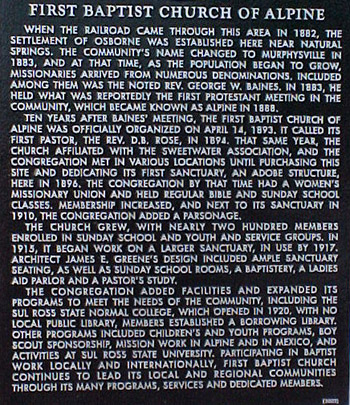 FIRST BAPTIST CHURCH OF ALPINE
WHEN THE RAILROAD CAME THROUGH THIS AREA IN 1882, THE
SETTLEMENT OF OSBORNE WAS ESTABLISHED HERE NEAR NATURAL
SPRINGS. THE COMMUNITY'S NAME CHANGED TO MURPHYSVILLE IN
1883, AND AT THAT TIME, AS THE POPULATION BEGAN TO GROW,
MISSIONARIES ARRIVED FROM NUMEROUS DENOMINATIONS. INCLUDED
AMONG THEM WAS THE NOTED REV. GEORGE W. BAINES. IN 1883, HE
HELD WHAT WAS REPORTEDLY THE FIRST PROTESTANT MEETING IN THE
COMMUNITY, WHICH BECAME KNOWN AS ALPINE IN 1888.
TEN YEARS AFTER BAINES' MEETING, THE FIRST BAPTIST CHURCH OF
ALPINE WAS OFFICIALLY ORGANIZED ON APRIL 14, 1893. IT CALLED ITS
FIRST PASTOR, THE REV. D.B. ROSE, IN 1894. THAT SAME YEAR, THE
CHURCH AFFILIATED WITH THE SWEETWATER ASSOCIATION, AND THE
CONGREGATION MET IN VARIOUS LOCATIONS UNTIL PURCHASING THIS
SITE AND DEDICATING ITS FIRST SANCTUARY, AN ADOBE STRUCTURE,
HERE IN 1896. THE CONGREGATION BY THAT TIME HAD A WOMEN'S
MISSIONARY UNION AND HELD REGULAR BIBLE AND SUNDAY SCHOOL
CLASSES. MEMBERSHIP INCREASED, AND NEXT TO ITS SANCTUARY IN
1910, THE CONGREGATION ADDED A PARSONAGE.
THE CHURCH GREW, WITH NEARLY TWO HUNDRED MEMBERS
ENROLLED IN SUNDAY SCHOOL AND YOUTH AND SERVICE GROUPS. IN
1915, IT BEGAN WORK ON A LARGER SANCTUARY, IN USE BY 1917.
ARCHITECT JAMES E. GREENE'S DESIGN INCLUDED AMPLE SANCTUARY
SEATING, AS WELL AS SUNDAY SCHOOL ROOMS, A BAPTISTERY, A LADIES
AID PARLOR AND A PASTOR'S STUDY.
THE CONGREGATION ADDED FACILITIES AND EXPANDED ITS
PROGRAMS TO MEET THE NEEDS OF THE COMMUNITY, INCLUDING THE
SUL ROSS STATE NORMAL COLLEGE, WHICH OPENED IN 1920. WITH NO
LOCAL PUBLIC LIBRARY, MEMBERS ESTABLISHED A BORROWING LIBRARY.
OTHER PROGRAMS INCLUDED CHILDREN'S AND YOUTH PROGRAMS, BOY
SCOUT SPONSORSHIP, MISSION WORK IN ALPINE AND IN MEXICO, AND
ACTIVITIES AT SUL ROSS STATE UNIVERSITY. PARTICIPATING IN BAPTIST
WORK LOCALLY AND INTERNATIONALLY, FIRST BAPTIST CHURCH
CONTINUES TO LEAD ITS LOCAL AND REGIONAL COMMUNITIES
THROUGH ITS MANY PROGRAMS, SERVICES AND DEDICATED MEMBERS.